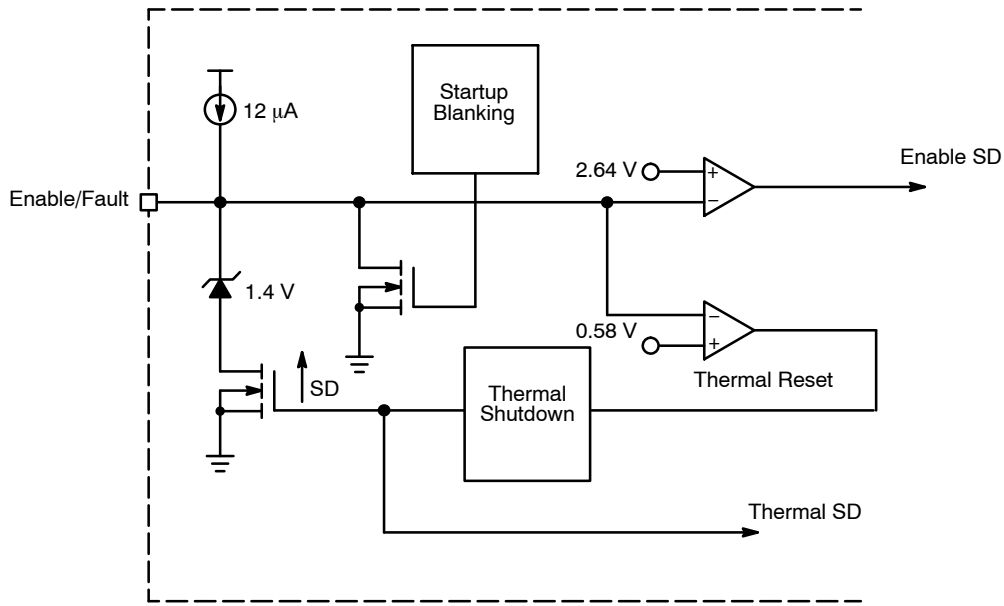 Startup
Blanking
12 μA
2.64 V
+
−
Enable SD
Enable/Fault
1.4 V
−
0.58 V
+
Thermal Reset
SD
Thermal
Shutdown
Thermal SD